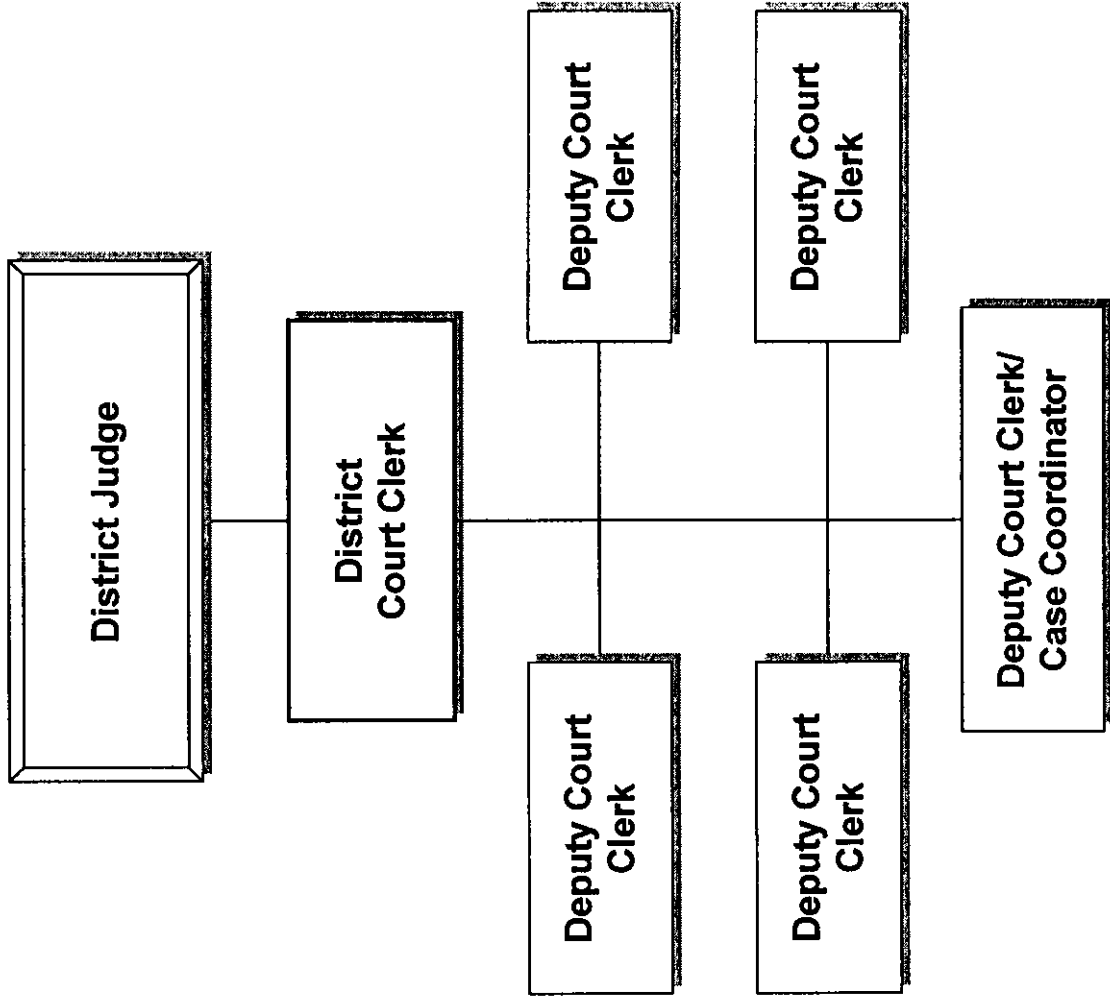 District Judge
District
Court Clerk
Deputy Court
Clerk
Deputy Court
Clerk
Deputy Court
Clerk
Deputy Court
Clerk
Deputy Court Clerk/
Case Coordinator